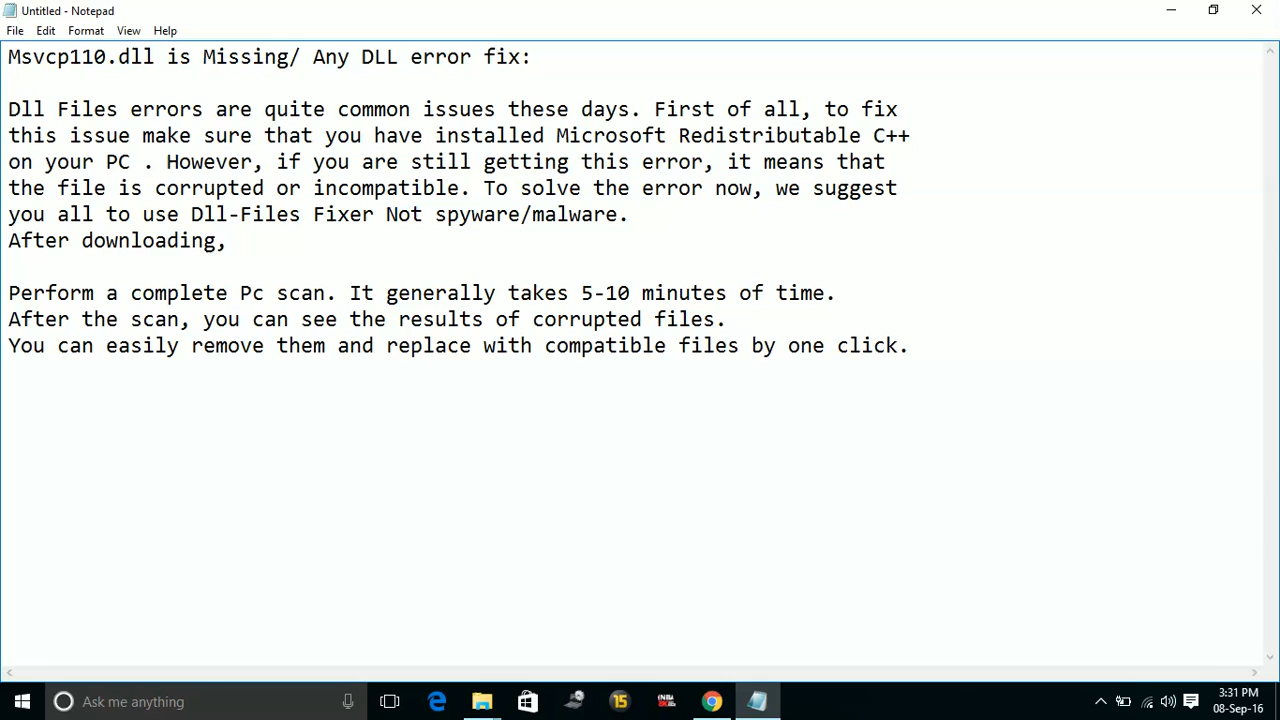 Untitled - Notepad
File Edit Format View Help
Msvcp110.dll is Missing/ Any DLL error fix:
Dll Files errors are quite common issues these days. First of all, to fix
this issue make sure that you have installed Microsoft Redistributable C++
on your PC . However, if you are still getting this error, it means that
the file is corrupted or incompatible. To solve the error now, we suggest
you all to use Dll-Files Fixer Not spyware/malware.
After downloading,
Perform a complete Pc scan. It generally takes 5-10 minutes of time.
After the scan, you can see the results of corrupted files.
You can easily remove them and replace with compatible files by one click.
Ask me anything
15
3:31 PM
08-Sep-16